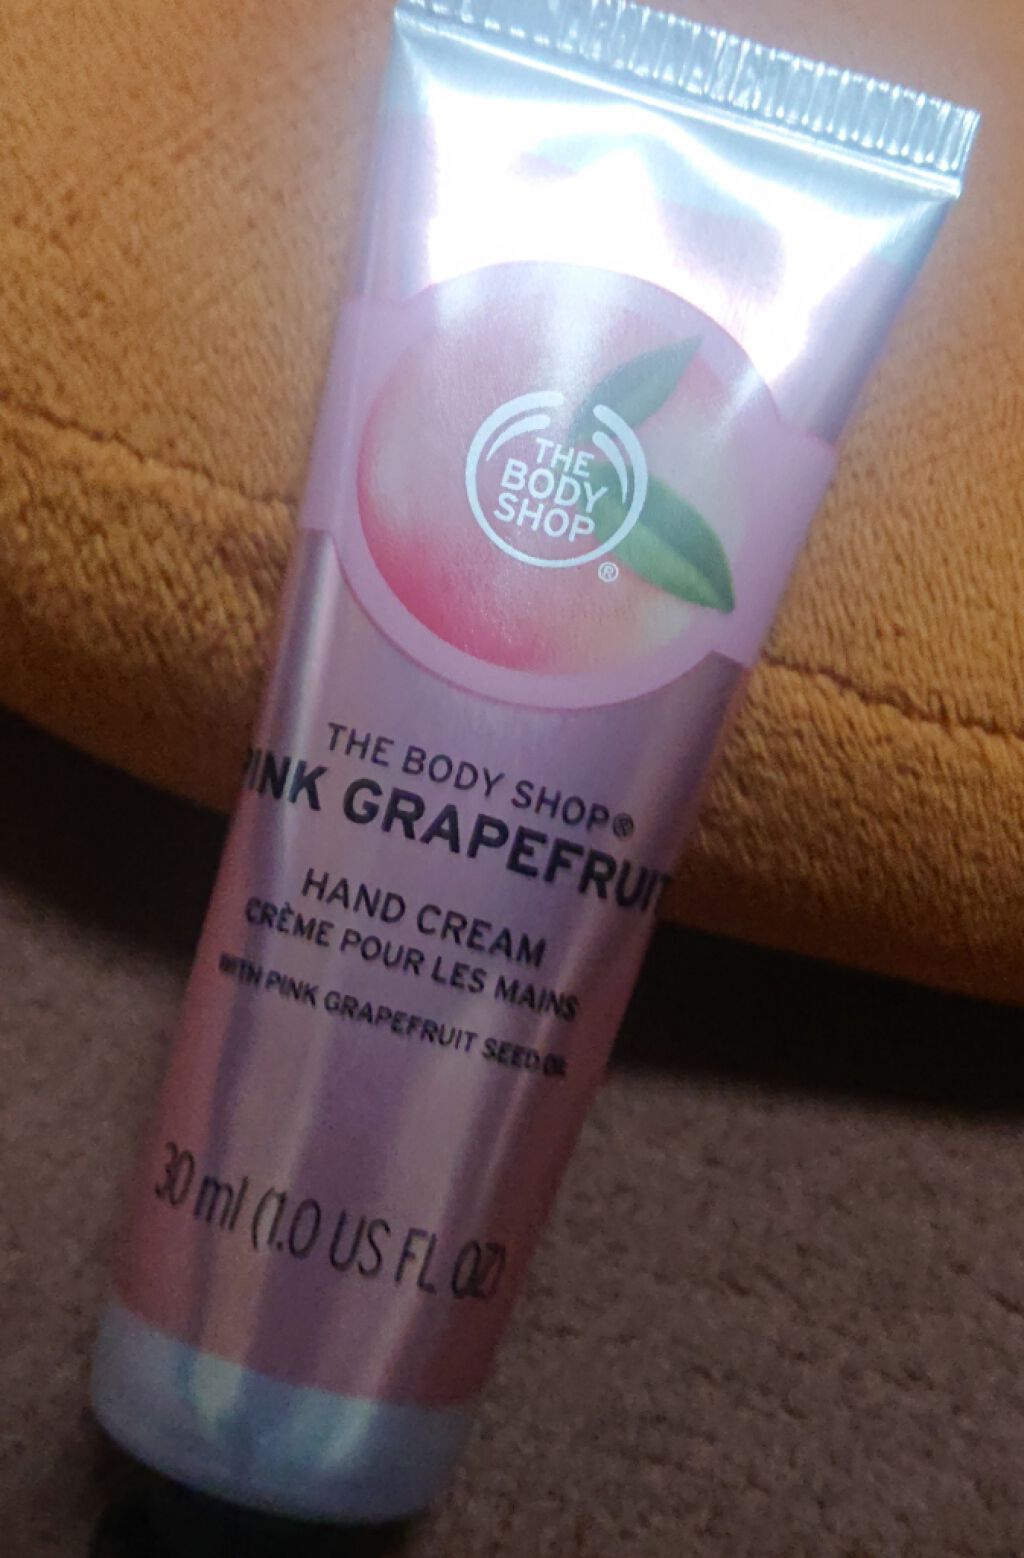 THE
BODY
SHOP
®
THE BODY SHOP®
PINK GRAPEFRUIT
HAND CREAM
CRÈME POUR LES MAINS
WITH PINK GRAPEFRUIT SEED OIL
30 ml (1.0 US FL OZ)